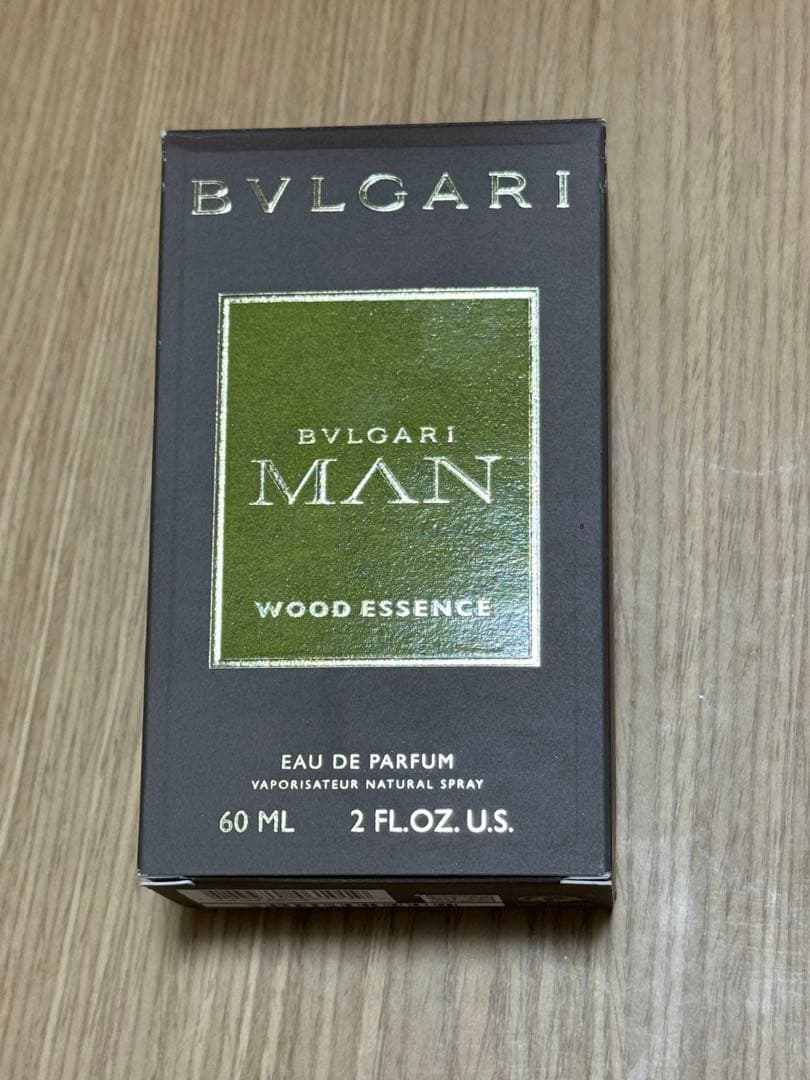 BVLGARI
BVLGARI
MAN
WOOD ESSENCE
EAU DE PARFUM
VAPORISATEUR NATURAL SPRAY
60 ML 2 FL.OZ. U.S.